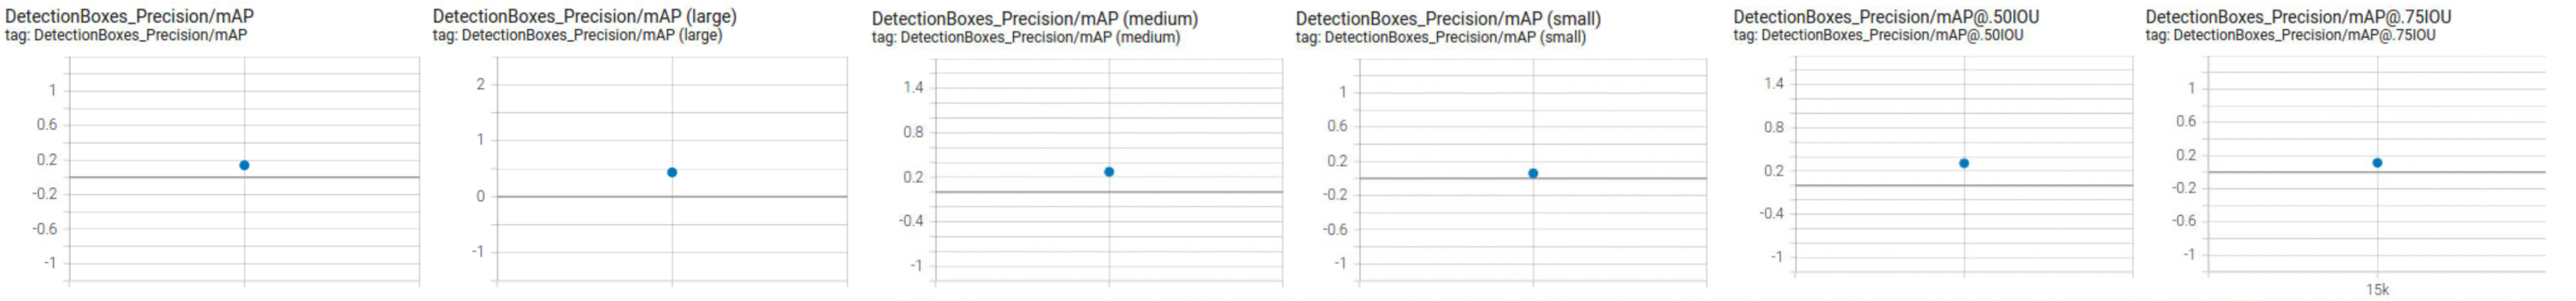 DetectionBoxes_Precision/mAP
tag: DetectionBoxes_Precision/mAP
1
0.6
0.2
-0.2
-0.6
-1
DetectionBoxes_Precision/mAP (large)
tag: DetectionBoxes_Precision/mAP (large)
2
1
0
-1
DetectionBoxes_Precision/mAP (medium)
tag: DetectionBoxes_Precision/mAP (medium)
1.4
0.8
0.2
-0.4
-1
DetectionBoxes_Precision/mAP (small)
tag: DetectionBoxes_Precision/mAP (small)
1
0.6
0.2
-0.2
-0.6
-1
DetectionBoxes_Precision/mAP@.50IOU
tag: DetectionBoxes_Precision/mAP@.50IOU
1.4
0.8
0.2
-0.4
-1
DetectionBoxes_Precision/mAP@.75IOU
tag: DetectionBoxes_Precision/mAP@.75IOU
1
0.6
0.2
-0.2
-0.6
-1
15k